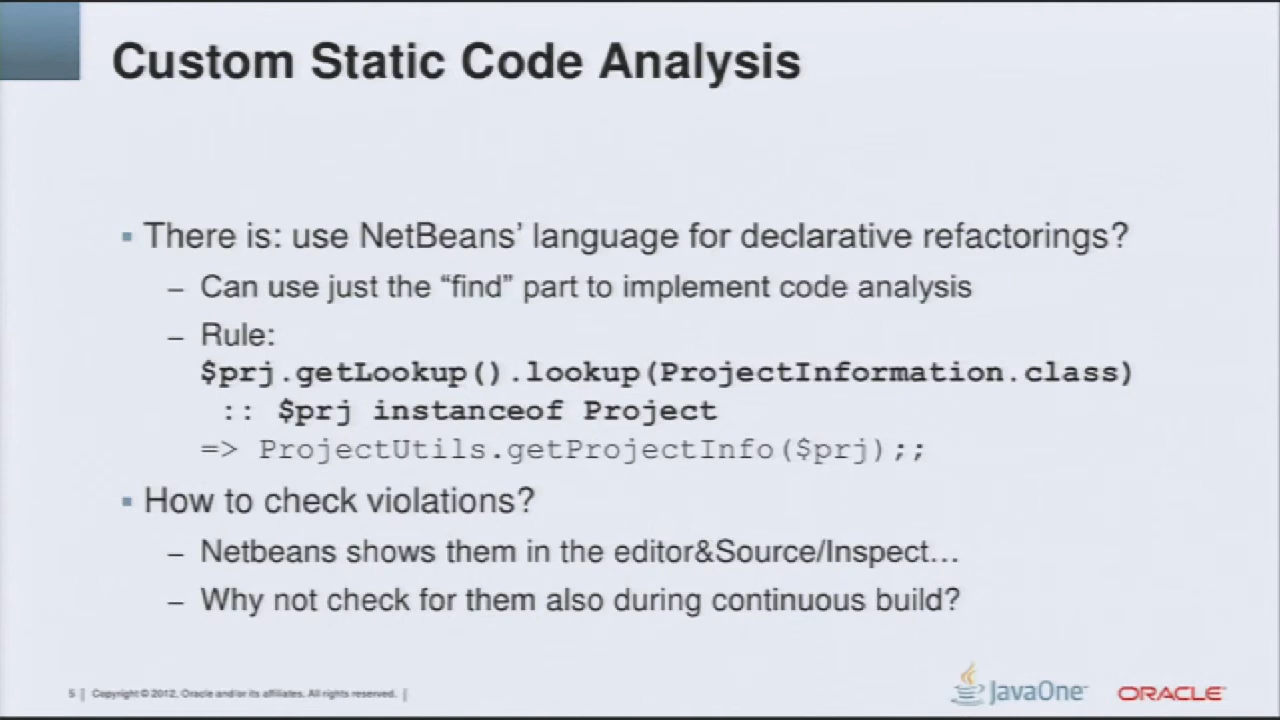 Custom Static Code Analysis
▪ There is: use NetBeans’ language for declarative refactorings?
– Can use just the “find” part to implement code analysis
– Rule:
$prj.getLookup().lookup(ProjectInformation.class)
:: $prj instanceof Project
=> ProjectUtils.getProjectInfo($prj);;
▪ How to check violations?
– Netbeans shows them in the editor&Source/Inspect…
– Why not check for them also during continuous build?
5 | Copyright © 2012, Oracle and/or its affiliates. All rights reserved. |
JavaOne
ORACLE